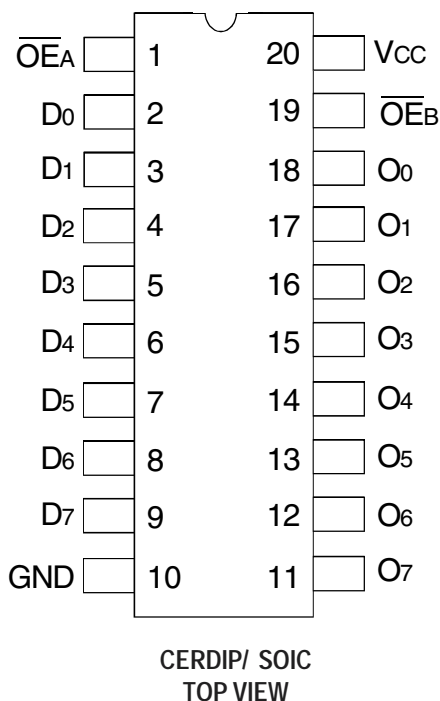 O̅E̅A 1 20 VCC
D0 2 19 O̅E̅B
D1 3 18 O0
D2 4 17 O1
D3 5 16 O2
D4 6 15 O3
D5 7 14 O4
D6 8 13 O5
D7 9 12 O6
GND 10 11 O7
CERDIP/ SOIC
TOP VIEW